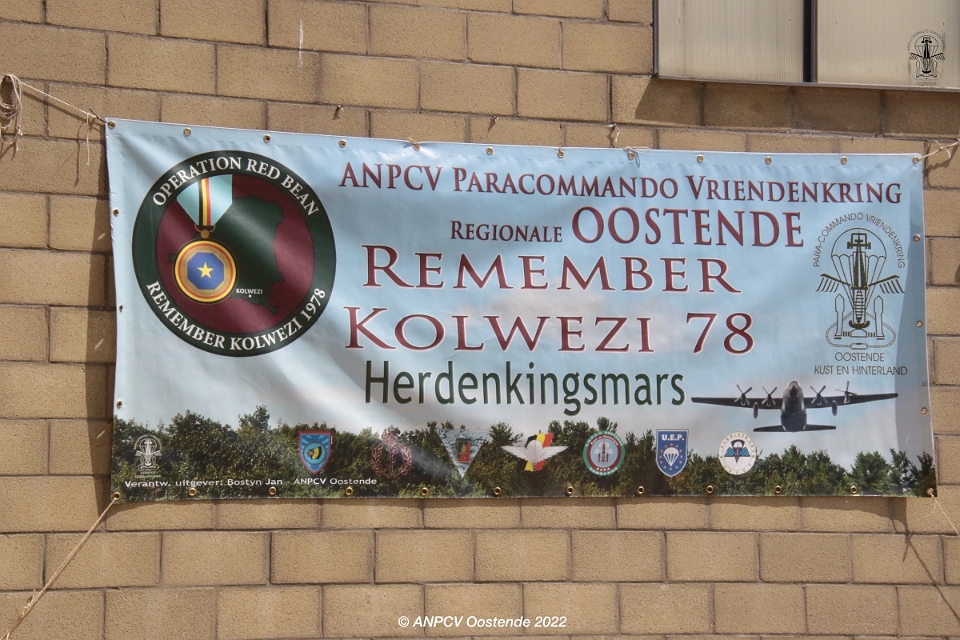 OPERATION RED BEAN
KOLWEZI
REMEMBER KOLWEZI 1978
ANPCV PARACOMMANDO VRIENDENKRING
REGIONALE OOSTENDE
REMEMBER
KOLWEZI 78
Herdenkingsmars
PARA-COMMANDO VRIENDENKRING
OOSTENDE
KUST EN HINTERLAND
U.E.P.
Verantw. uitgever: Bostyn Jan ANPCV Oostende
© ANPCV Oostende 2022